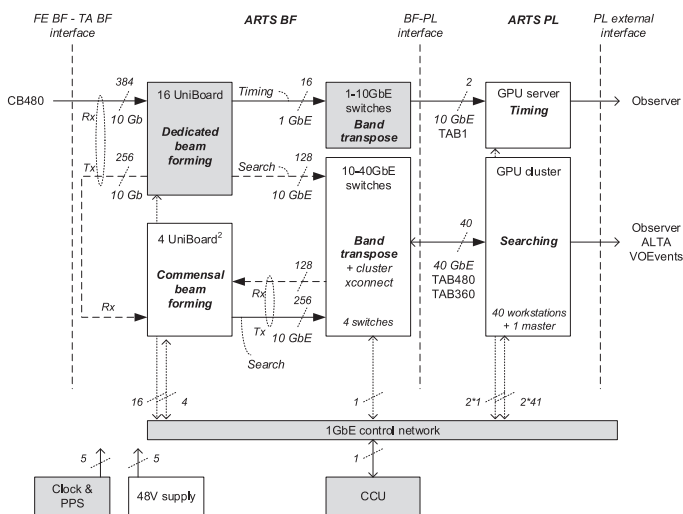 FE BF - TA BF
interface
ARTS BF
BF-PL
interface
ARTS PL
PL external
interface
CB480
384
10 Gb
Rx
Tx
256
10 Gb
16 UniBoard
Dedicated
beam
forming
Timing
16
1 GbE
Search
128
10 GbE
1-10GbE
switches
Band
transpose
2
10 GbE
TAB1
GPU server
Timing
Observer
10-40GbE
switches
Band
transpose
+ cluster
xconnect
4 switches
40
40 GbE
TAB480
TAB360
GPU cluster
Searching
40 workstations
+ 1 master
Observer
ALTA
VOEvents
4 UniBoard²
Commensal
beam
forming
Rx
128
Rx
256
Tx
10 GbE
Search
16
4
1
2*1
2*41
1GbE control network
5
5
1
Clock &
PPS
48V supply
CCU